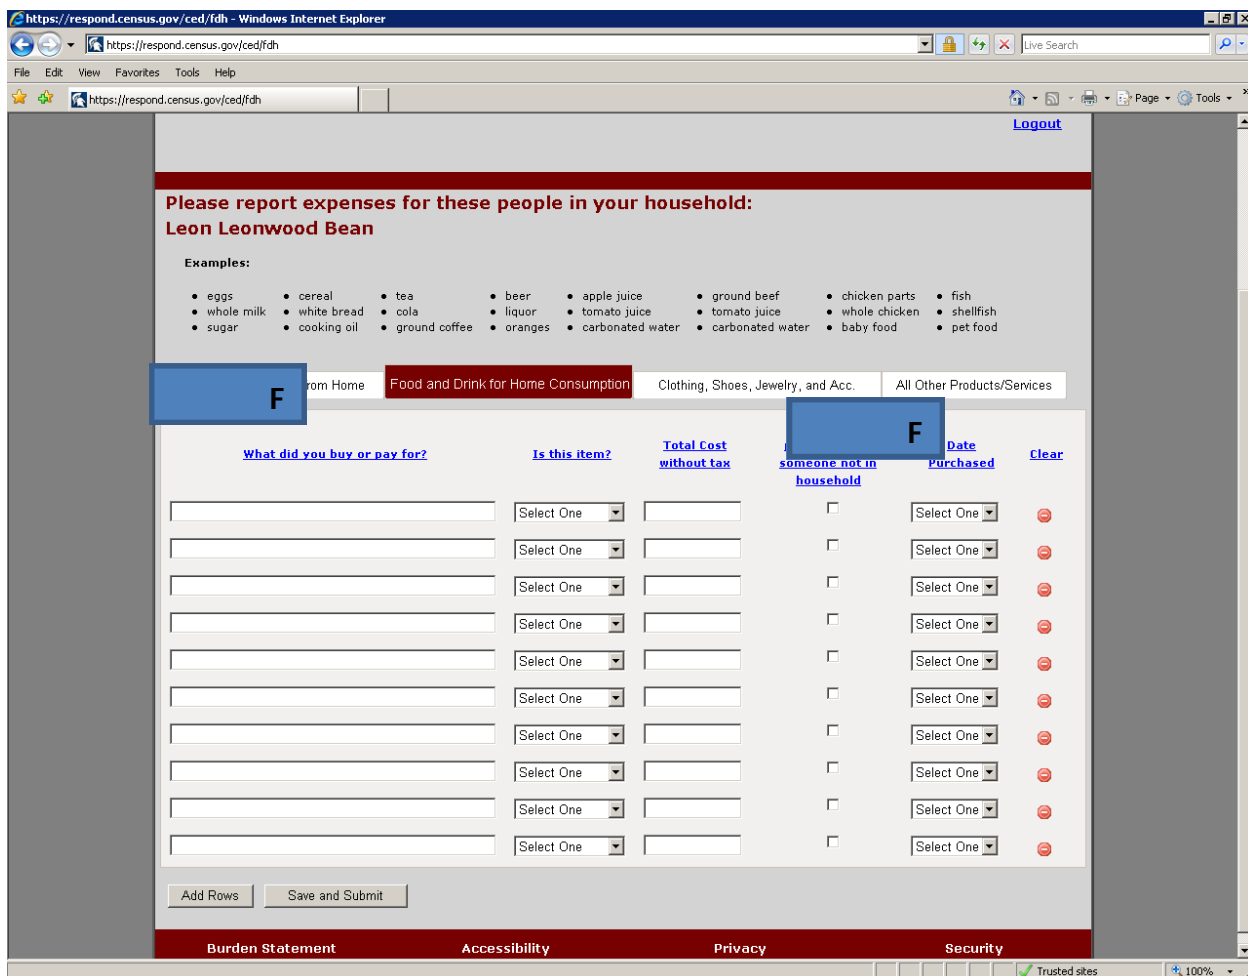 https://respond.census.gov/ced/fdh - Windows Internet Explorer
https://respond.census.gov/ced/fdh
Live Search
File Edit View Favorites Tools Help
https://respond.census.gov/ced/fdh
Page Tools
Logout
Please report expenses for these people in your household:
Leon Leonwood Bean
Examples:
eggs cereal tea beer apple juice ground beef chicken parts fish
whole milk white bread cola liquor tomato juice tomato juice whole chicken shellfish
sugar cooking oil ground coffee oranges carbonated water carbonated water baby food pet food
F
Home Food and Drink for Home Consumption Clothing, Shoes, Jewelry, and Acc. All Other Products/Services
F
What did you buy or pay for? Is this item? Total Cost without tax someone not in household Date Purchased Clear
Select One Select One
Select One Select One
Select One Select One
Select One Select One
Select One Select One
Select One Select One
Select One Select One
Select One Select One
Select One Select One
Select One Select One
Add Rows Save and Submit
Burden Statement Accessibility Privacy Security
Trusted sites 100%